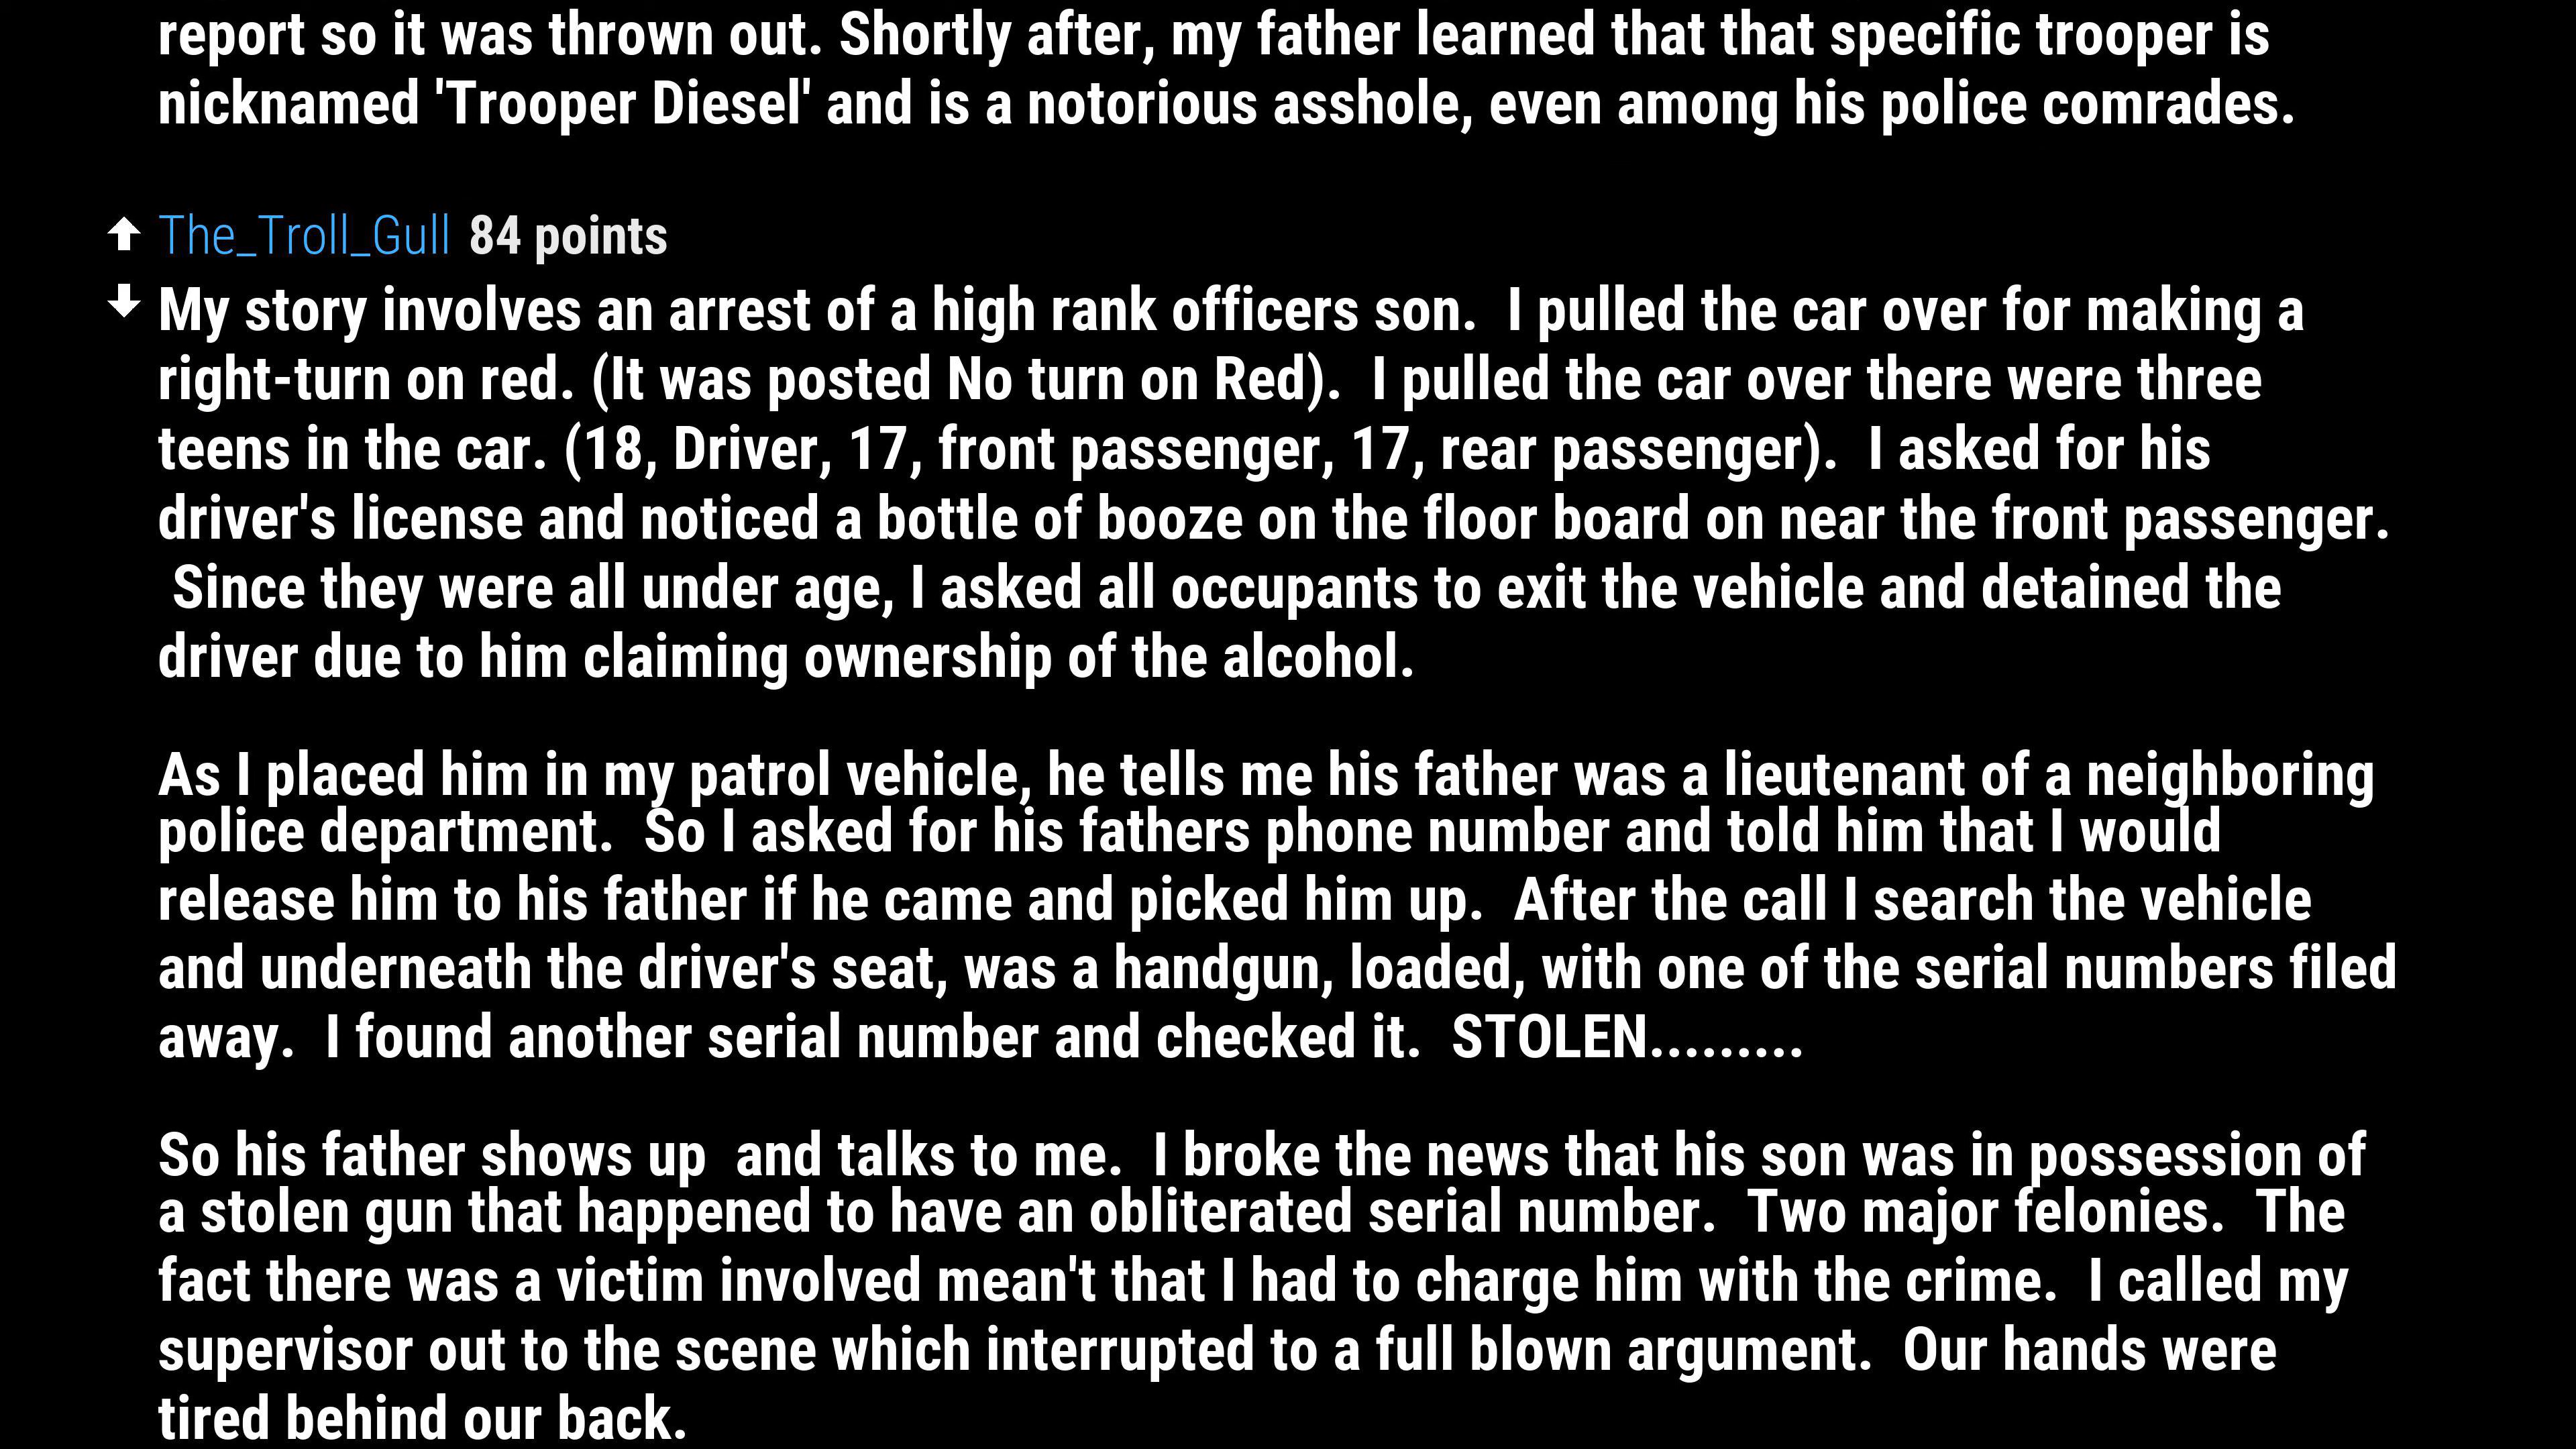 report so it was thrown out. Shortly after, my father learned that that specific trooper is
nicknamed 'Trooper Diesel' and is a notorious asshole, even among his police comrades.
The_Troll_Gull 84 points
My story involves an arrest of a high rank officers son.  I pulled the car over for making a
right-turn on red. (It was posted No turn on Red).  I pulled the car over there were three
teens in the car. (18, Driver, 17, front passenger, 17, rear passenger).  I asked for his
driver's license and noticed a bottle of booze on the floor board on near the front passenger.
Since they were all under age, I asked all occupants to exit the vehicle and detained the
driver due to him claiming ownership of the alcohol.
As I placed him in my patrol vehicle, he tells me his father was a lieutenant of a neighboring
police department.  So I asked for his fathers phone number and told him that I would
release him to his father if he came and picked him up.  After the call I search the vehicle
and underneath the driver's seat, was a handgun, loaded, with one of the serial numbers filed
away.  I found another serial number and checked it.  STOLEN.........
So his father shows up  and talks to me.  I broke the news that his son was in possession of
a stolen gun that happened to have an obliterated serial number.  Two major felonies.  The
fact there was a victim involved mean't that I had to charge him with the crime.  I called my
supervisor out to the scene which interrupted to a full blown argument.  Our hands were
tired behind our back.